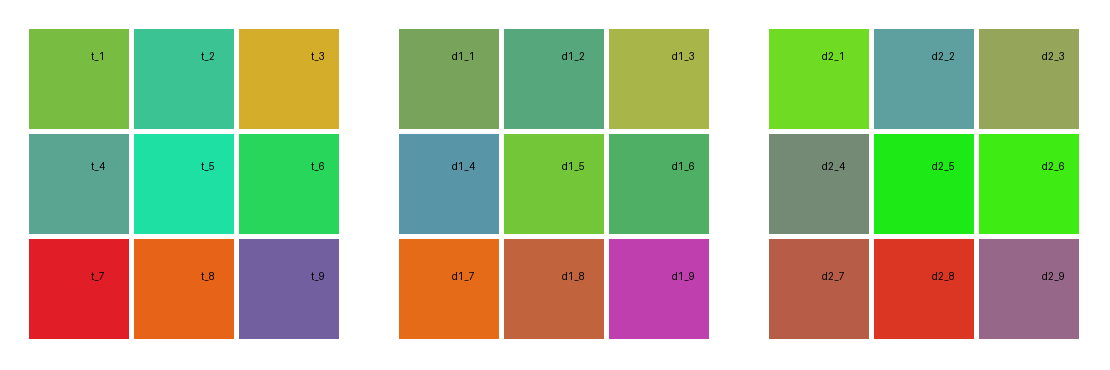 t_1 t_2 t_3 d1_1 d1_2 d1_3 d2_1 d2_2 d2_3
t_4 t_5 t_6 d1_4 d1_5 d1_6 d2_4 d2_5 d2_6
t_7 t_8 t_9 d1_7 d1_8 d1_9 d2_7 d2_8 d2_9